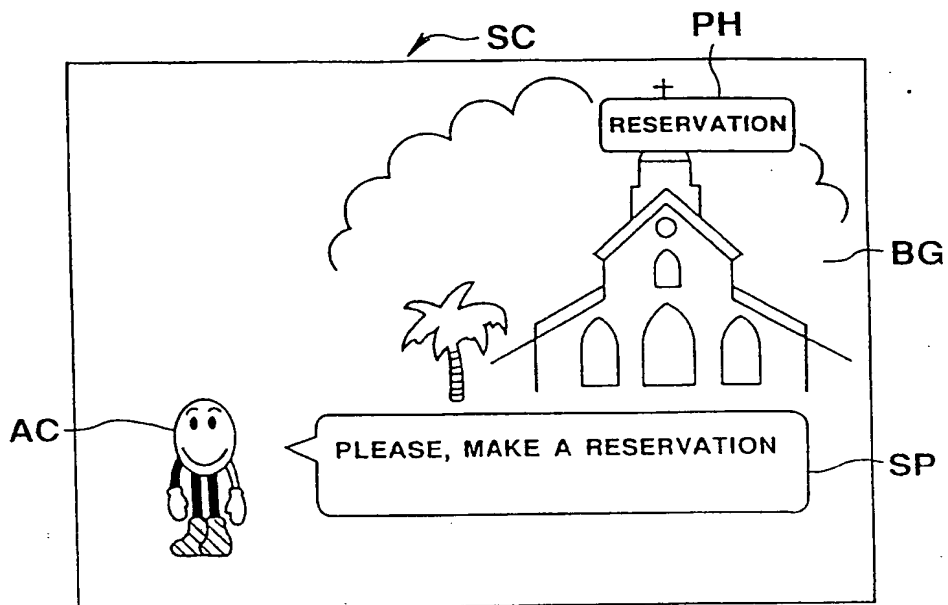 SC
PH
RESERVATION
BG
AC
PLEASE, MAKE A RESERVATION
SP